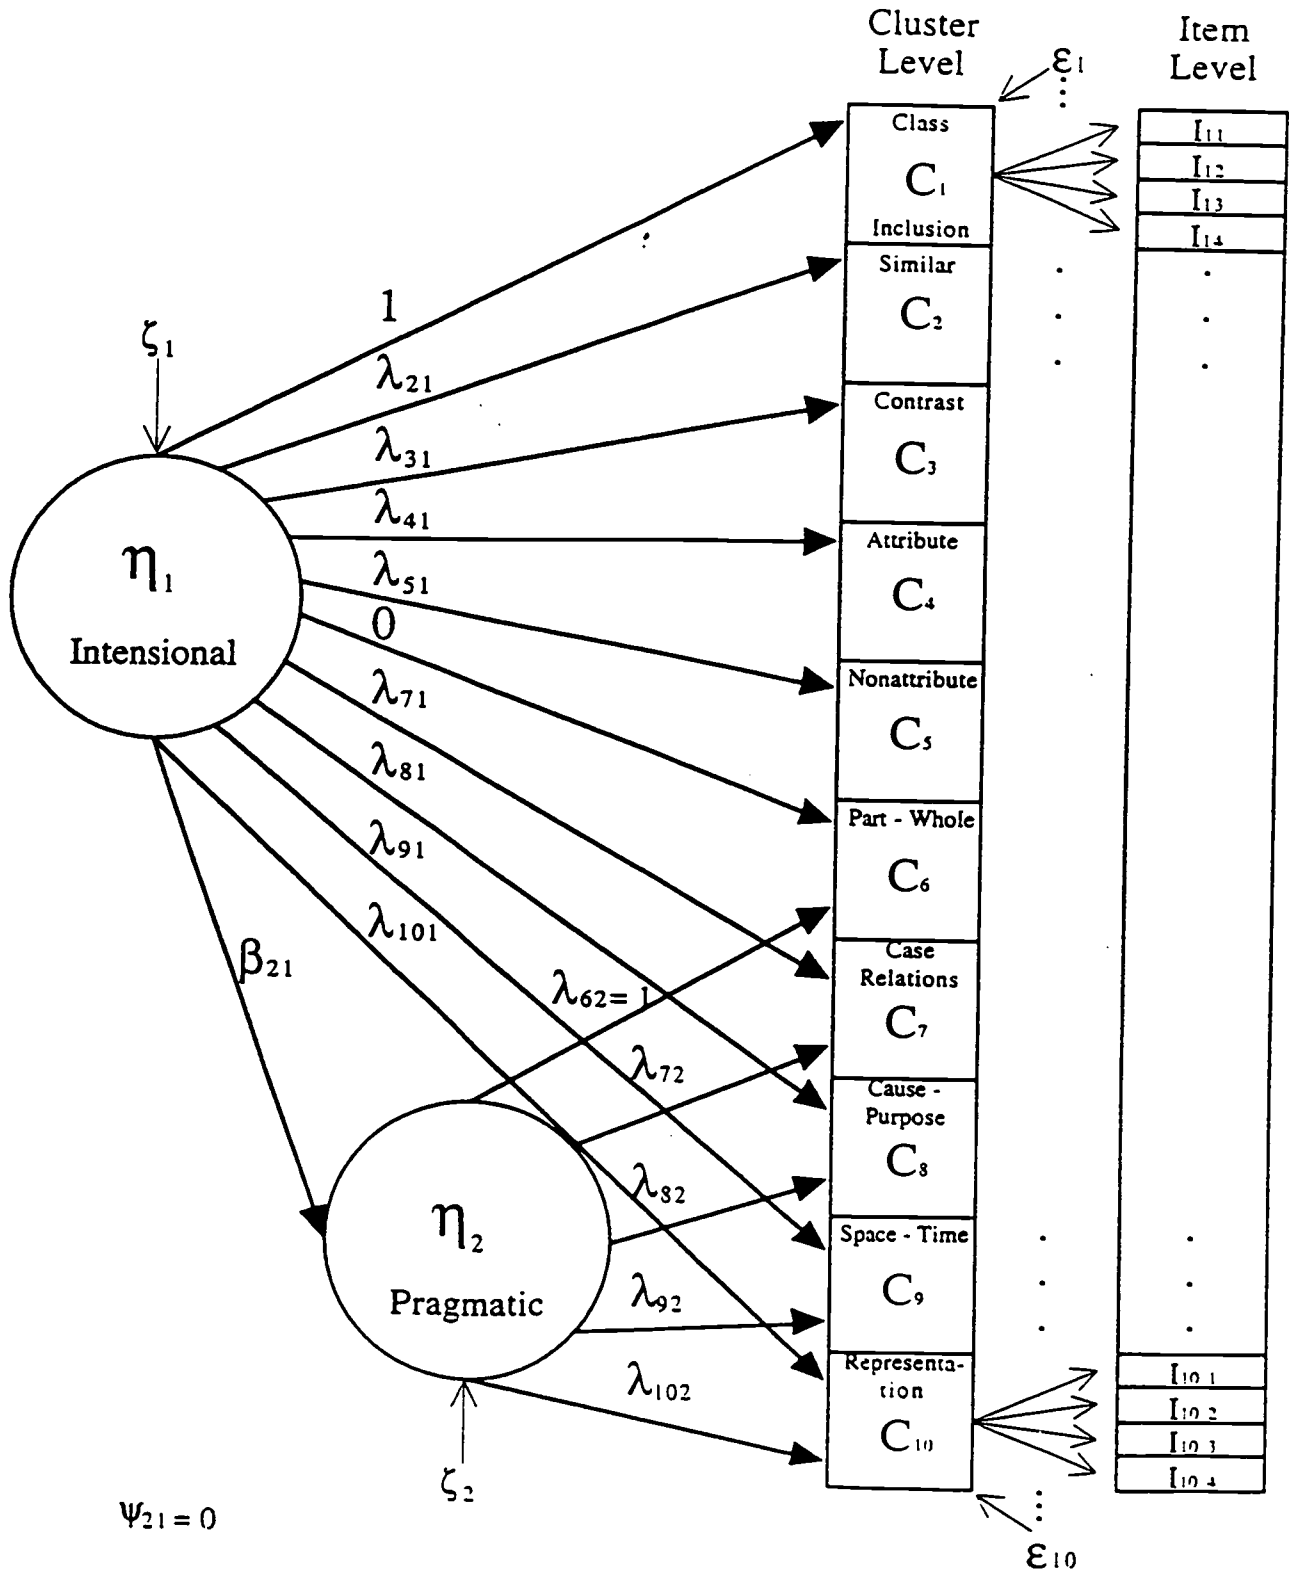 Cluster
Level
Item
Level
ε1
Class
C1
Inclusion
I11
I12
I13
I14
Similar
C2
1
ζ1
λ21
Contrast
C3
λ31
λ41
Attribute
C4
η1
Intensional
λ51
0
Nonattribute
C5
λ71
λ81
Part - Whole
C6
λ91
λ101
β21
Case
Relations
C7
λ62= 1
λ72
Cause -
Purpose
C8
λ82
η2
Pragmatic
Space - Time
C9
λ92
Representa-
tion
C10
λ102
I10 1
I10 2
I10 3
I10 4
ζ2
ψ21 = 0
ε10